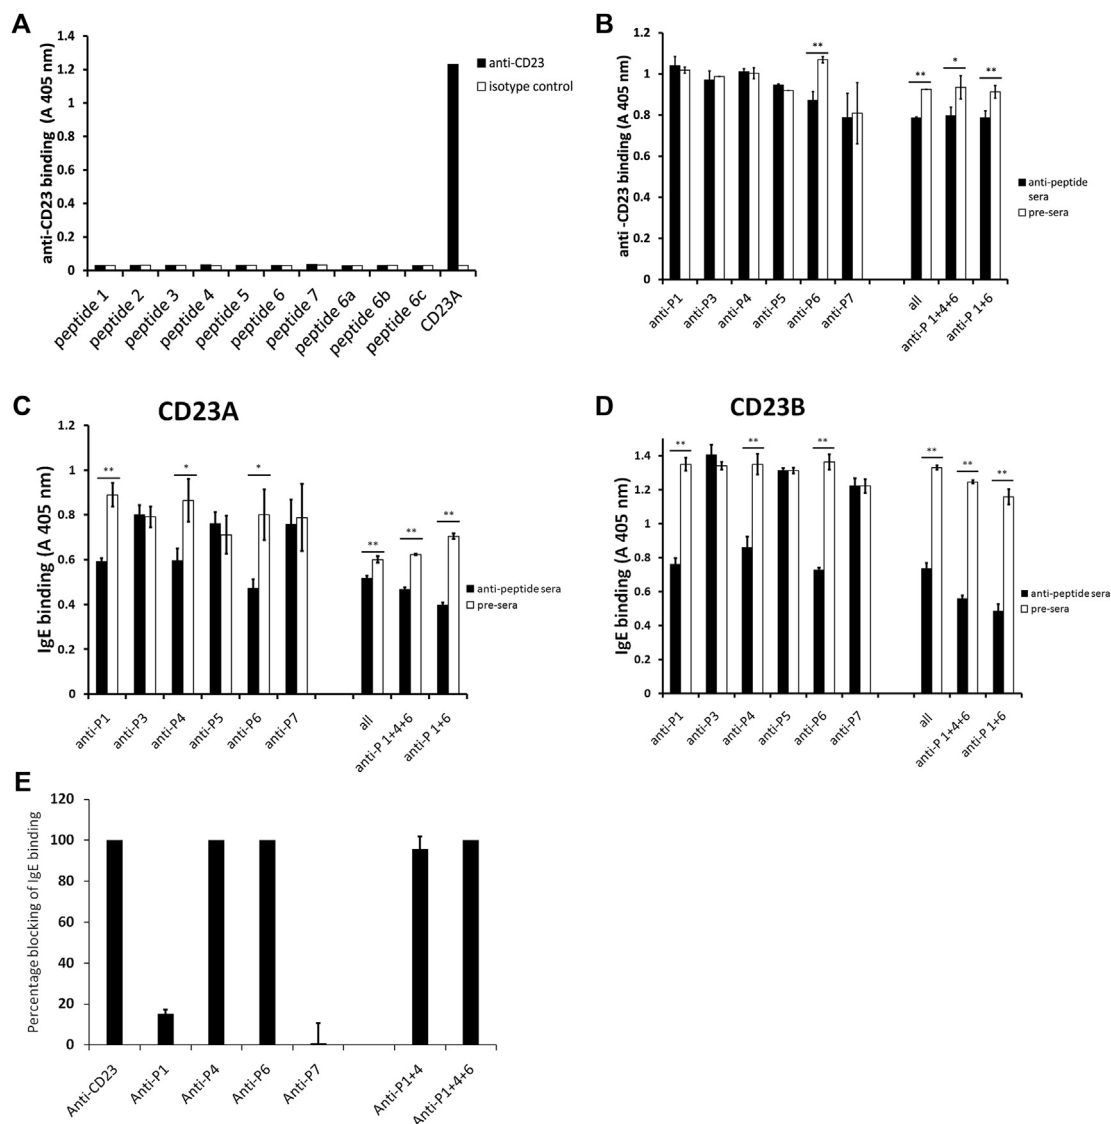 A
anti-CD23 binding (A 405 nm)
1.4
1.2
1
0.8
0.6
0.4
0.2
0
anti-CD23
isotype control
peptide 1
peptide 2
peptide 3
peptide 4
peptide 5
peptide 6
peptide 7
peptide 6a
peptide 6b
peptide 6c
CD23A
B
anti -CD23 binding (A 405 nm)
1.2
1
0.8
0.6
0.4
0.2
0
**
**
*
**
anti-peptide
sera
pre-sera
anti-P1
anti-P3
anti-P4
anti-P5
anti-P6
anti-P7
all
anti-P 1+4+6
anti-P 1+6
C
CD23A
IgE binding (A 405 nm)
1.2
1
0.8
0.6
0.4
0.2
0
**
*
*
**
**
**
anti-peptide sera
pre-sera
anti-P1
anti-P3
anti-P4
anti-P5
anti-P6
anti-P7
all
anti-P 1+4+6
anti-P 1+6
D
CD23B
IgE binding (A 405 nm)
1.4
1.2
1
0.8
0.6
0.4
0.2
0
**
**
**
**
**
**
anti-peptide sera
pre-sera
anti-P1
anti-P3
anti-P4
anti-P5
anti-P6
anti-P7
all
anti-P 1+4+6
anti-P 1+6
E
Percentage blocking of IgE binding
120
100
80
60
40
20
0
Anti-CD23
Anti-P1
Anti-P4
Anti-P6
Anti-P7
Anti-P1+4
Anti-P1+4+6